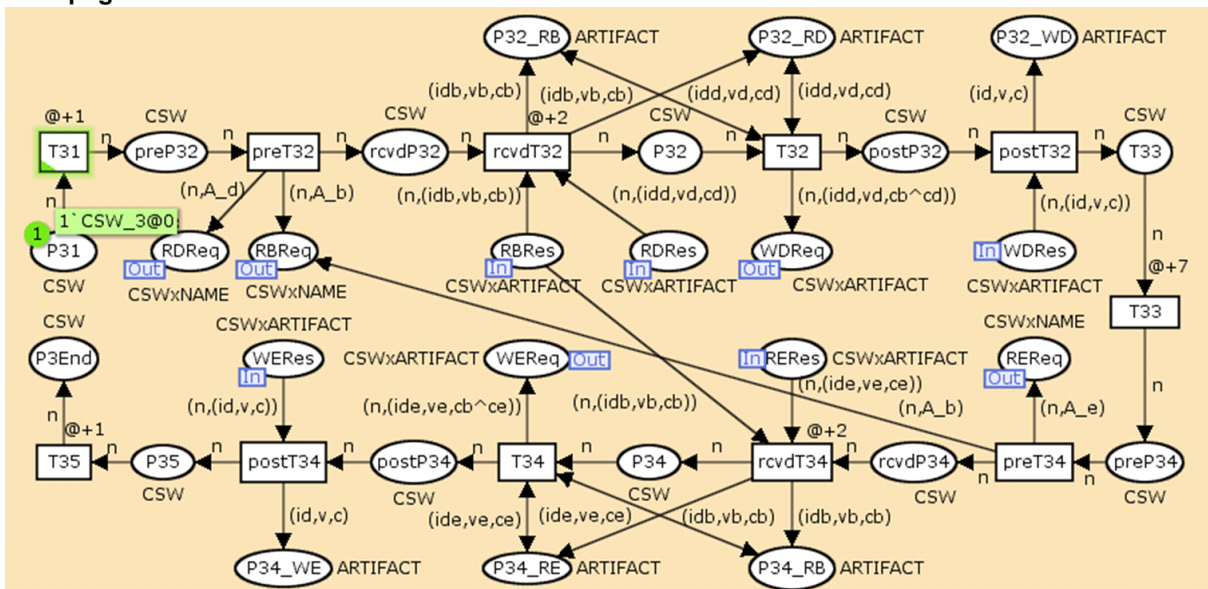 P32_RB ARTIFACT P32_RD ARTIFACT P32_WD ARTIFACT
(idb,vb,cb) (idb,vb,cb) (idd,vd,cd) (idd,vd,cd) (id,v,c)
@+1 CSW CSW @+2 CSW CSW CSW
T31 n preP32 n preT32 n rcvdP32 n rcvdT32 n P32 n T32 n postP32 n postT32 n T33
n (n,A_d) (n,A_b) (n,(idb,vb,cb)) (n,(idd,vd,cd)) (n,(idd,vd,cb^cd)) (n,(id,v,c))
1`CSW_3@0
1
P31 RDReq RBReq RBRes RDRes WDReq WDRes n
Out Out In In Out In @+7
CSW CSWxNAME CSWxNAME CSWxARTIFACT CSWxARTIFACT CSWxARTIFACT CSWxARTIFACT
T33
CSW CSWxARTIFACT CSWxNAME
P3End WERes CSWxARTIFACT WEReq Out In RERes CSWxARTIFACT REReq
In Out
n (n,(id,v,c)) (n,(ide,ve,cb^ce)) (n,(idb,vb,cb)) (n,(ide,ve,ce)) (n,A_b) (n,A_e) n
@+1 @+2
T35 n P35 n postT34 n postP34 n T34 n P34 n rcvdT34 n rcvdP34 n preT34 n preP34
CSW CSW CSW CSW CSW
(id,v,c) (ide,ve,ce) (ide,ve,ce) (idb,vb,cb) (idb,vb,cb)
P34_WE ARTIFACT P34_RE ARTIFACT P34_RB ARTIFACT